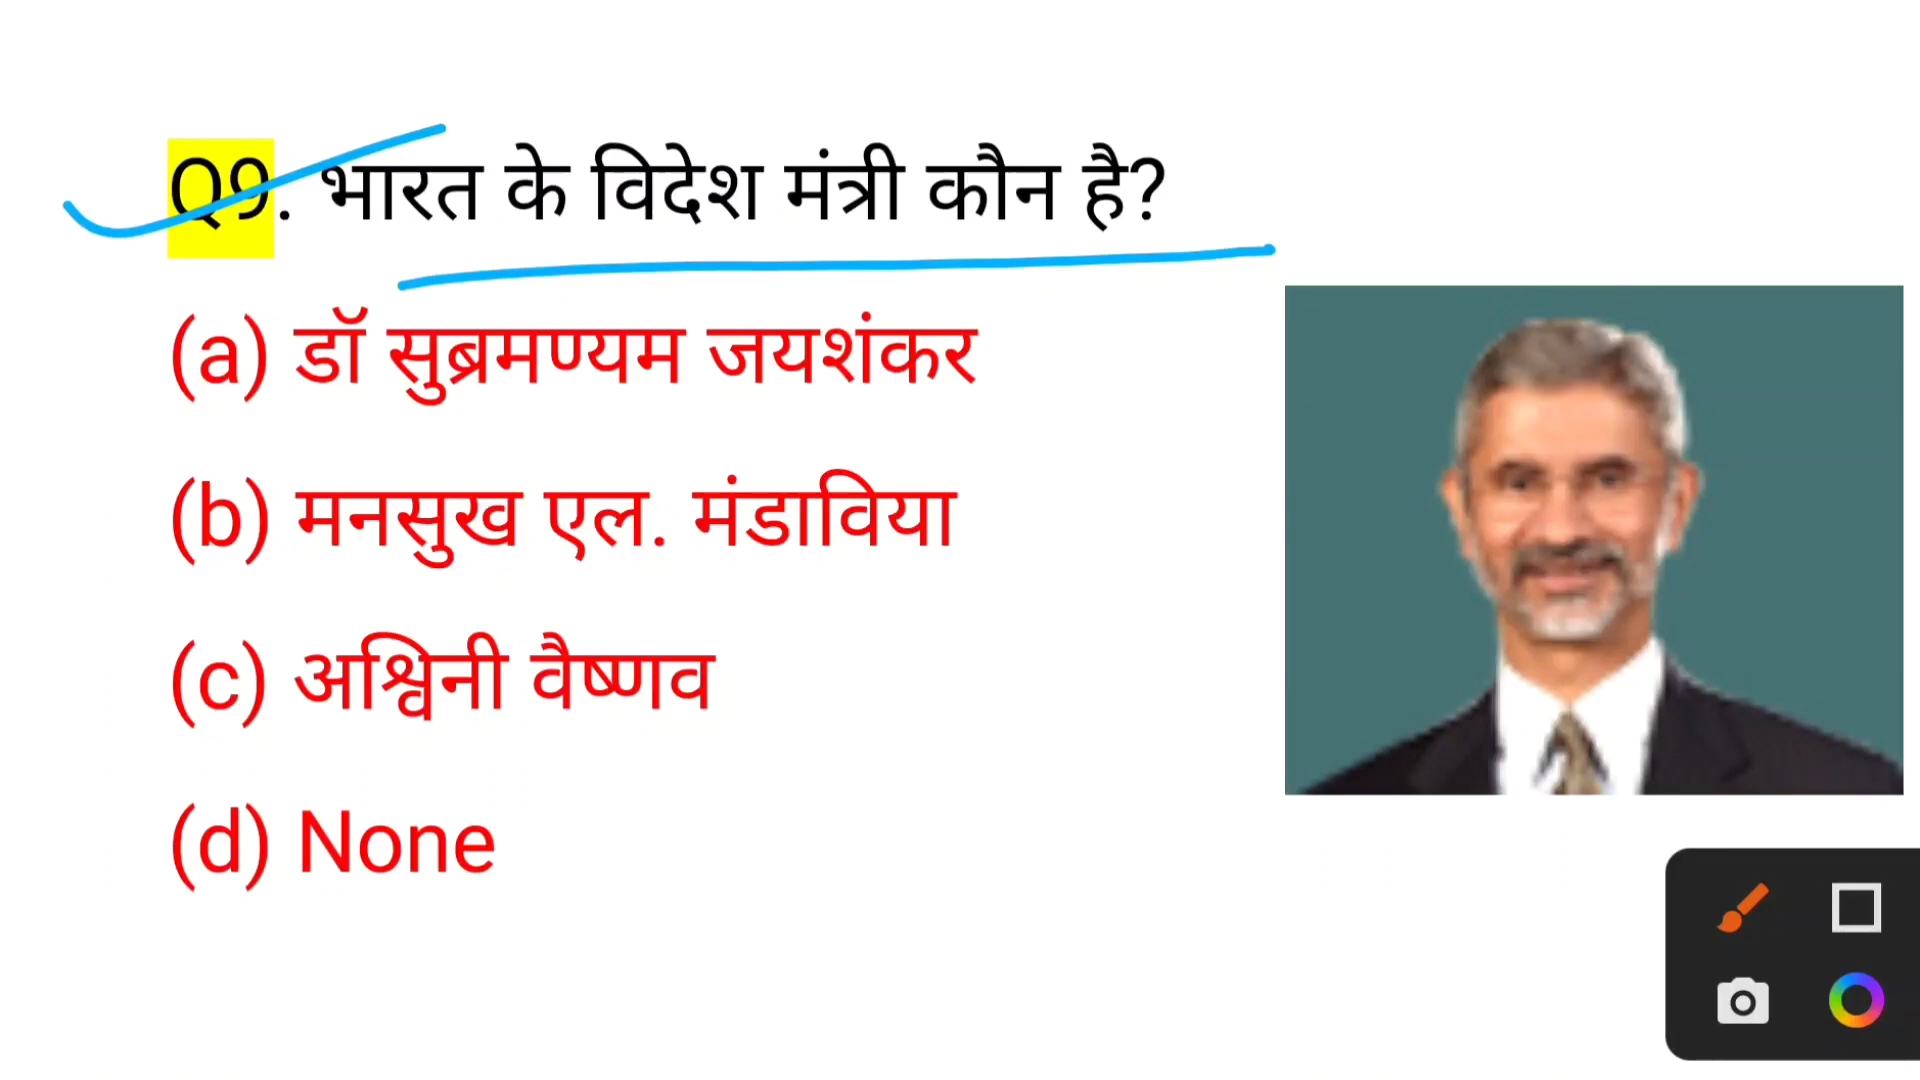 Q9. भारत के विदेश मंत्री कौन है?
(a) डॉ सुब्रमण्यम जयशंकर
(b) मनसुख एल. मंडाविया
(c) अश्विनी वैष्णव
(d) None